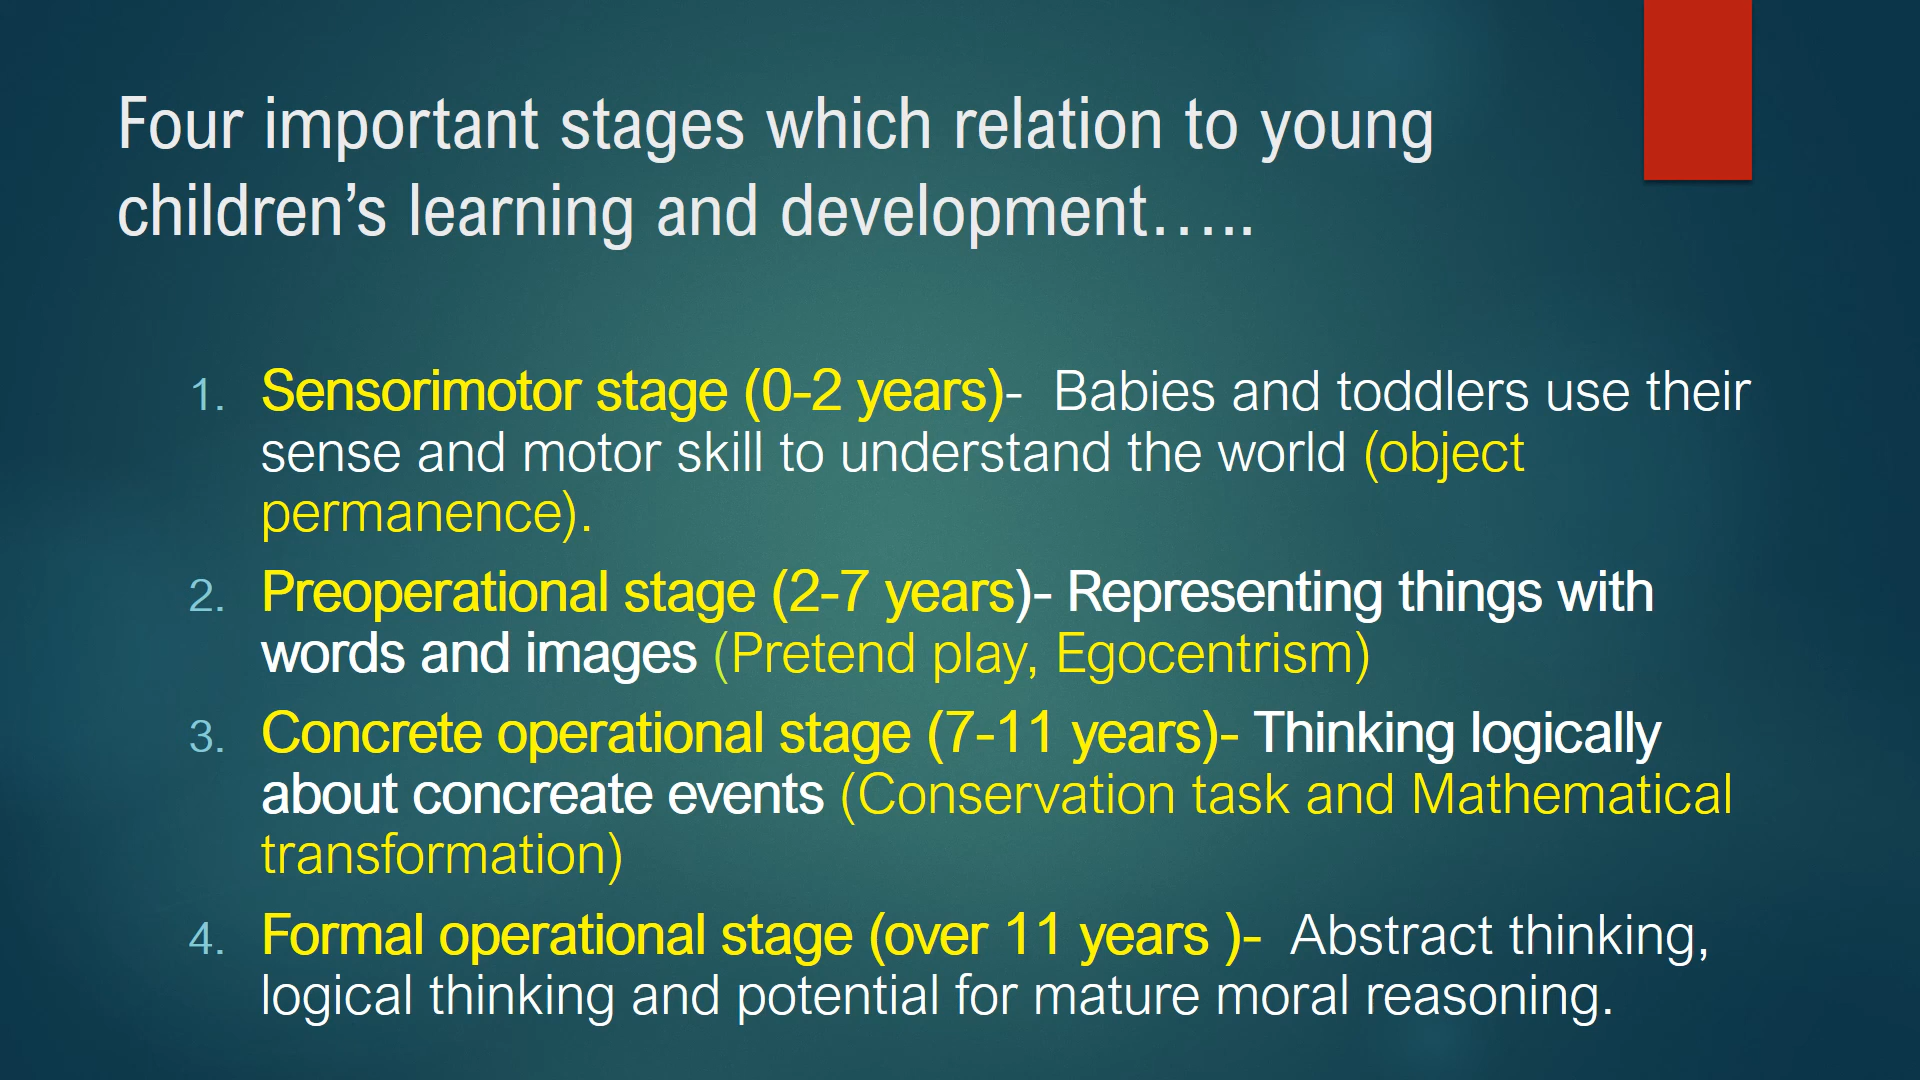 Four important stages which relation to young
children’s learning and development…..
1. Sensorimotor stage (0-2 years)- Babies and toddlers use their
sense and motor skill to understand the world (object
permanence).
2. Preoperational stage (2-7 years)- Representing things with
words and images (Pretend play, Egocentrism)
3. Concrete operational stage (7-11 years)- Thinking logically
about concreate events (Conservation task and Mathematical
transformation)
4. Formal operational stage (over 11 years )- Abstract thinking,
logical thinking and potential for mature moral reasoning.